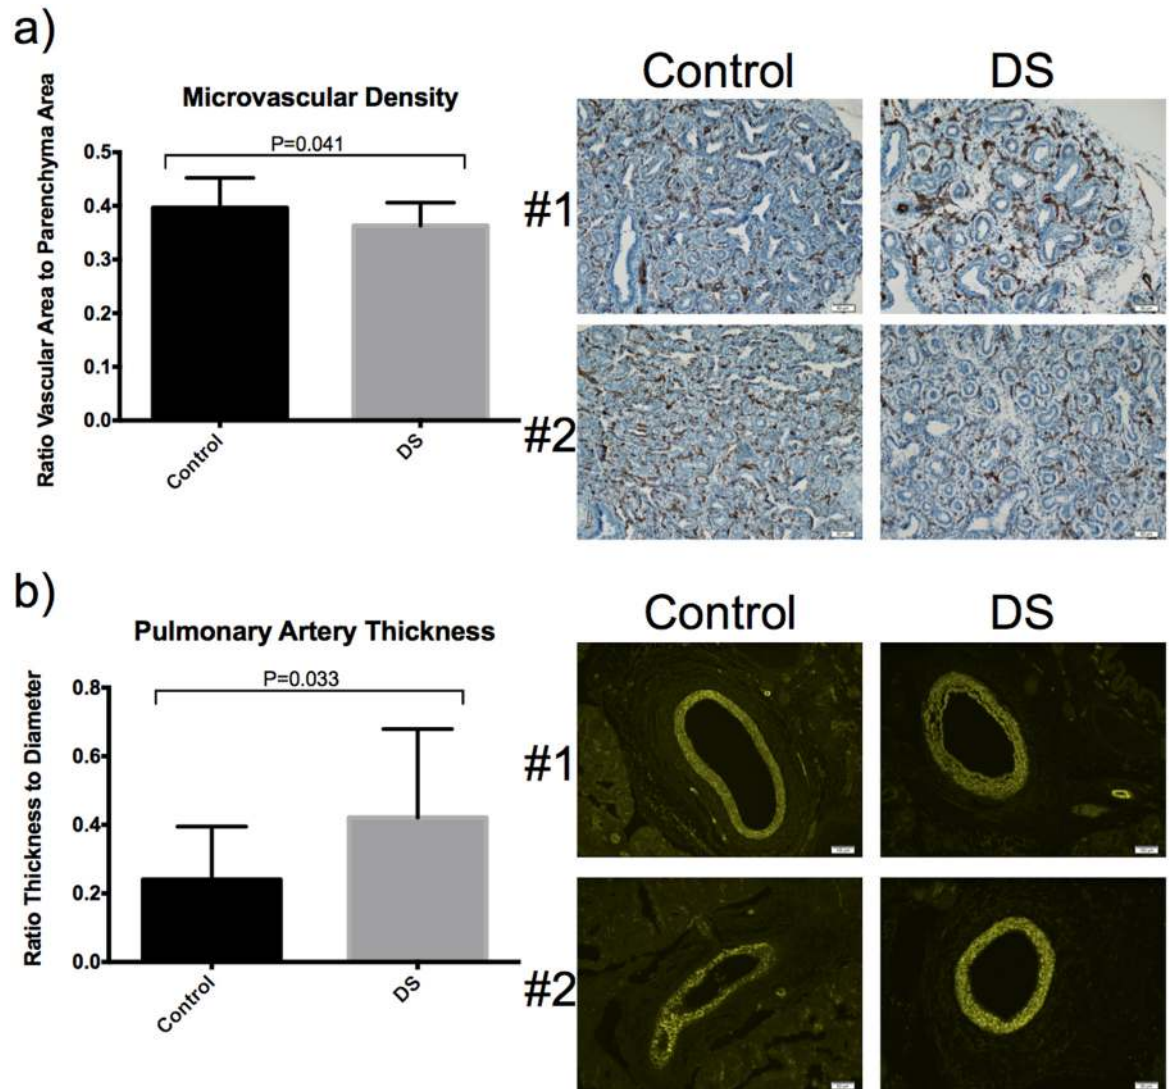 a)
Microvascular Density
P=0.041
Ratio Vascular Area to Parenchyma Area
0.5
0.4
0.3
0.2
0.1
0.0
Control
DS
Control DS
#1
#2
b)
Pulmonary Artery Thickness
P=0.033
Ratio Thickness to Diameter
0.8
0.6
0.4
0.2
0.0
Control
DS
Control DS
#1
#2